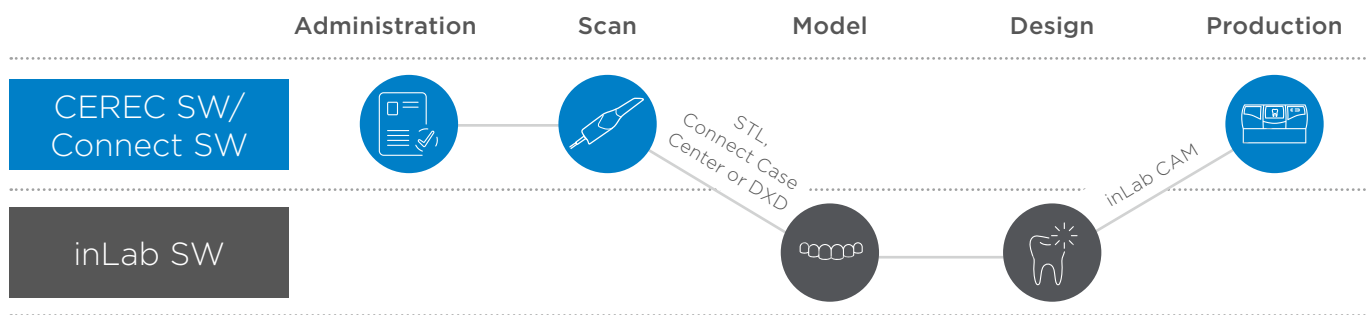 Administration Scan Model Design Production
CEREC SW/
Connect SW
STL,
Connect Case
Center or DXD
inLab CAM
inLab SW